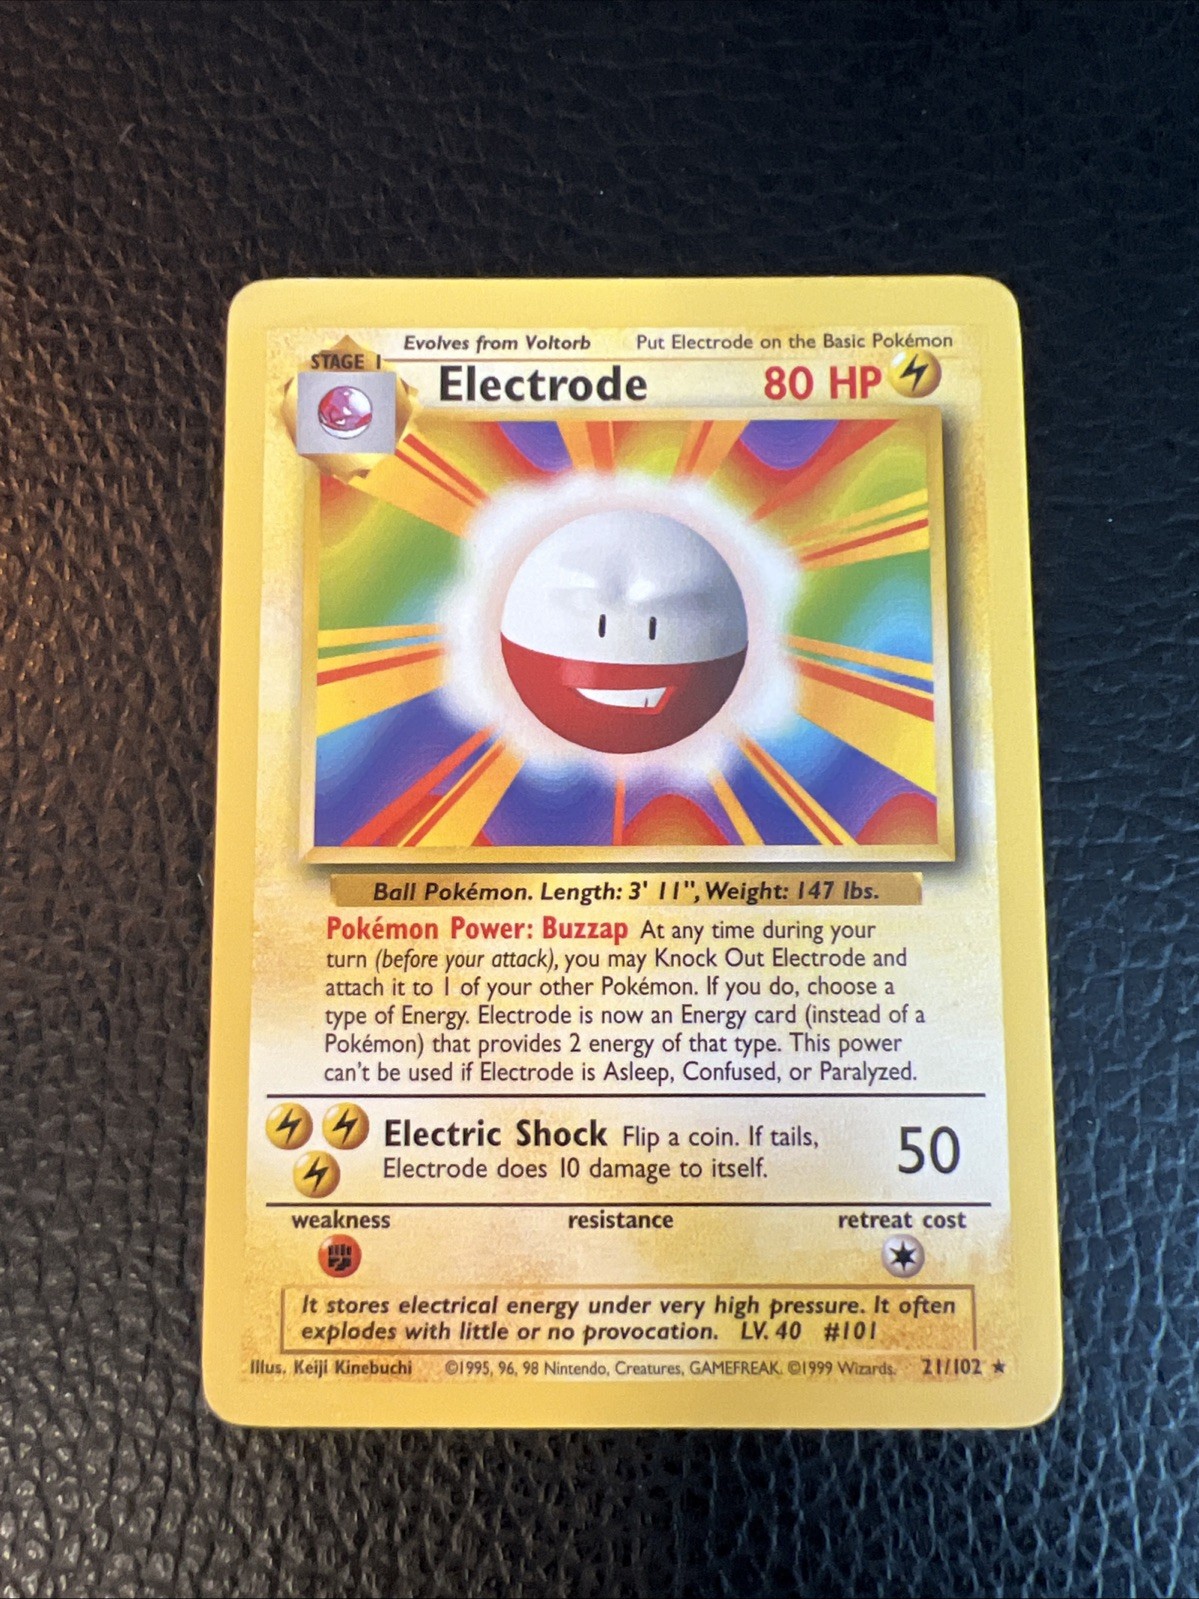 Evolves from Voltorb Put Electrode on the Basic Pokémon
STAGE 1
Electrode 80 HP
Ball Pokémon. Length: 3' 11", Weight: 147 lbs.
Pokémon Power: Buzzap At any time during your
turn (before your attack), you may Knock Out Electrode and
attach it to 1 of your other Pokémon. If you do, choose a
type of Energy. Electrode is now an Energy card (instead of a
Pokémon) that provides 2 energy of that type. This power
can't be used if Electrode is Asleep, Confused, or Paralyzed.
Electric Shock Flip a coin. If tails,
Electrode does 10 damage to itself.
50
weakness resistance retreat cost
It stores electrical energy under very high pressure. It often
explodes with little or no provocation. LV. 40 #101
Illus. Keiji Kinebuchi ©1995, 96, 98 Nintendo, Creatures, GAMEFREAK. ©1999 Wizards. 21/102 ★